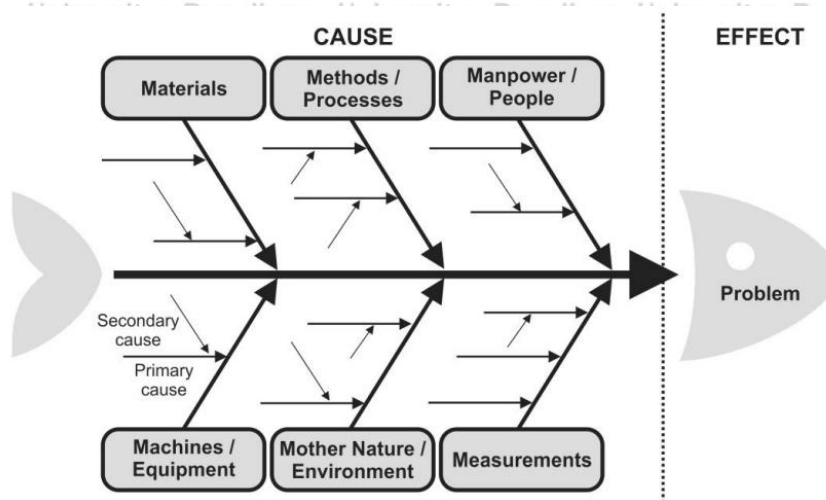 CAUSE
EFFECT
Materials
Methods /
Processes
Manpower /
People
Problem
Secondary
cause
Primary
cause
Machines /
Equipment
Mother Nature /
Environment
Measurements